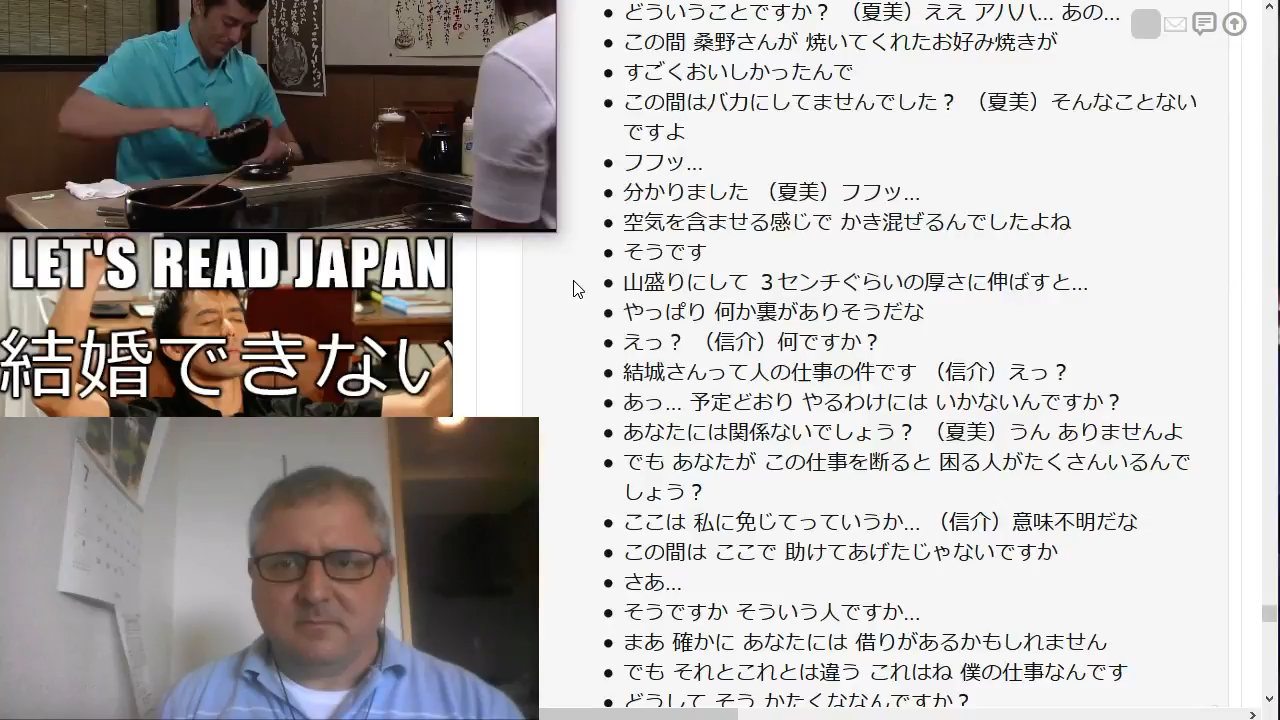 どういうことですか？ （夏美）ええ アハハ… あの…
この間 桑野さんが 焼いてくれたお好み焼きが
すごくおいしかったんで
この間はバカにしてませんでした？ （夏美）そんなことない
ですよ
フフッ…
分かりました （夏美）フフッ…
空気を含ませる感じで かき混ぜるんでしたよね
そうです
山盛りにして ３センチぐらいの厚さに伸ばすと…
やっぱり 何か裏がありそうだな
えっ？ （信介）何ですか？
結城さんって人の仕事の件です （信介）えっ？
あっ… 予定どおり やるわけには いかないんですか？
あなたには関係ないでしょう？ （夏美）うん ありませんよ
でも あなたが この仕事を断ると 困る人がたくさんいるんで
しょう？
ここは 私に免じてっていうか… （信介）意味不明だな
この間は ここで 助けてあげたじゃないですか
さあ…
そうですか そういう人ですか…
まあ 確かに あなたには 借りがあるかもしれません
でも それとこれとは違う これはね 僕の仕事なんです
どうして そう かたくななんですか？
LET'S READ JAPAN
結婚できない
7